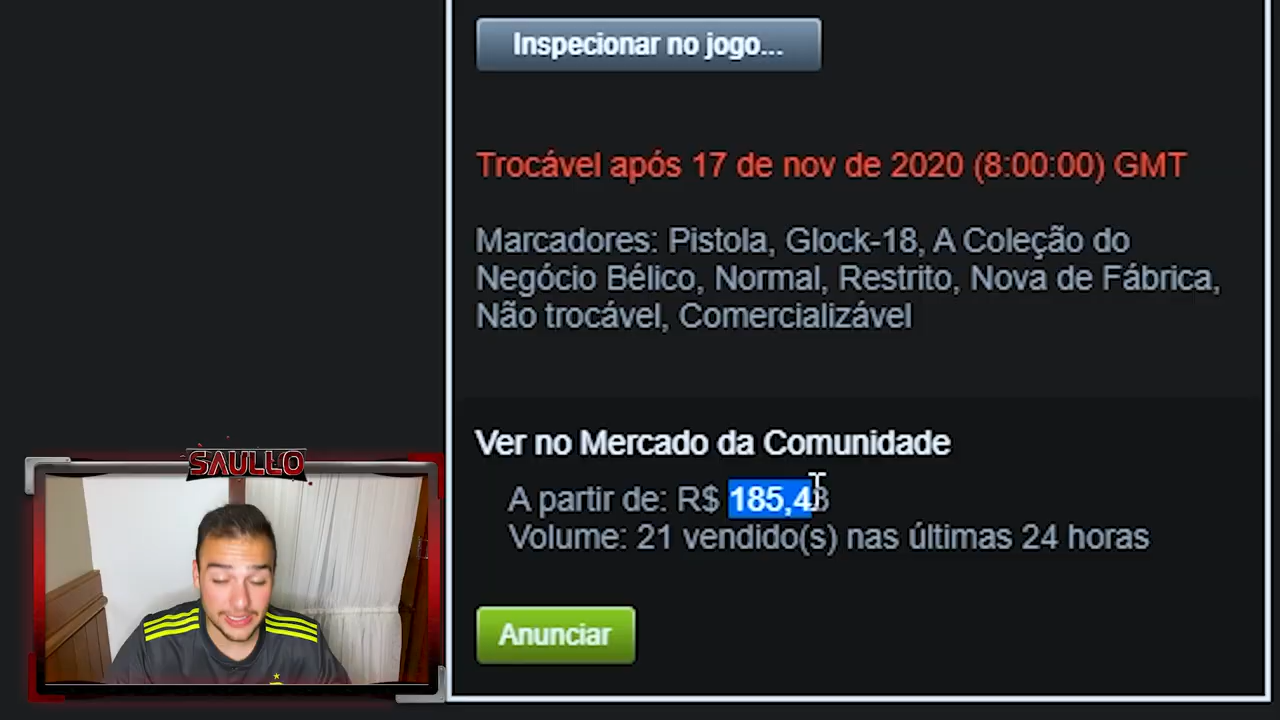 Inspecionar no jogo...
Trocável após 17 de nov de 2020 (8:00:00) GMT
Marcadores: Pistola, Glock-18, A Coleção do
Negócio Bélico, Normal, Restrito, Nova de Fábrica,
Não trocável, Comercializável
Ver no Mercado da Comunidade
A partir de: R$ 185,43
Volume: 21 vendido(s) nas últimas 24 horas
Anunciar
SAULLO